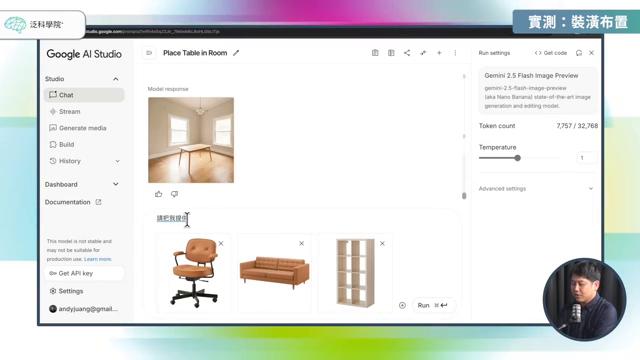 泛科學院
實測：裝潢布置
Google AI Studio
Place Table in Room
Run settings
Get code
Studio
Chat
Stream
Generate media
Build
History
Dashboard
Documentation
Model response
Gemini 2.5 Flash Image Preview
gemini-2.5-flash-image-preview
(aka Nano Banana) state-of-the-art image
generation and editing model.
Token count
7,757 / 32,768
Temperature
1
Advanced settings
請把我提供
This model is not stable and
may not be suitable for
production use. Learn more.
Get API key
Settings
andyjuang@gmail...
Run